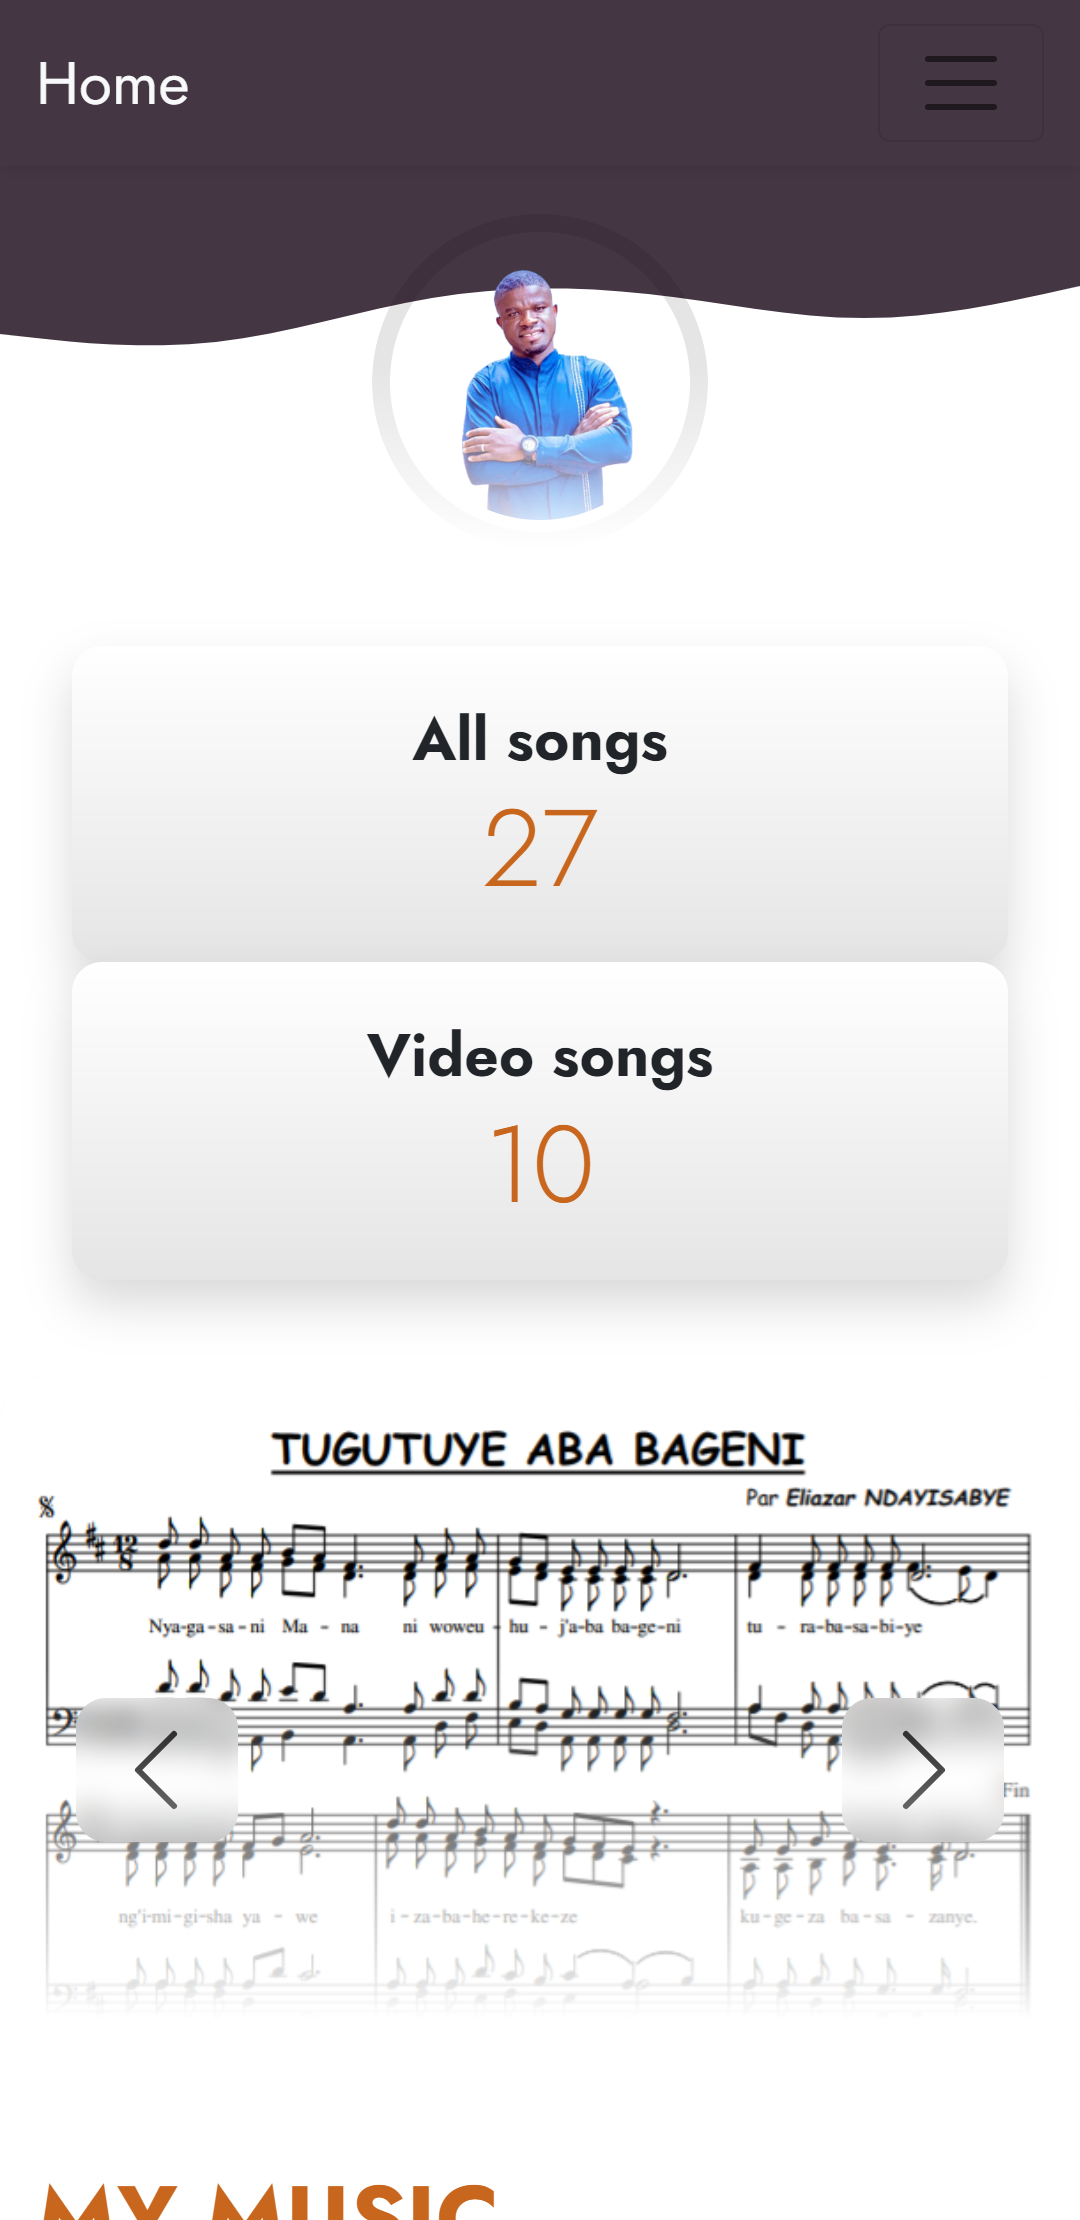 Home
All songs
27
Video songs
10
TUGUTUYE ABA BAGENI
Par Eliazar NDAYISABYE
12
8
Nya-ga-sa-ni Ma - na ni woweu - hu - j'a-ba ba-ge-ni tu - ra-ba-sa-bi-ye
Fin
ng'i-mi-gi-sha ya - we i-za-ba-he-re-ke-ze ku-ge-za ba-sa - zanye.
MY MUSIC